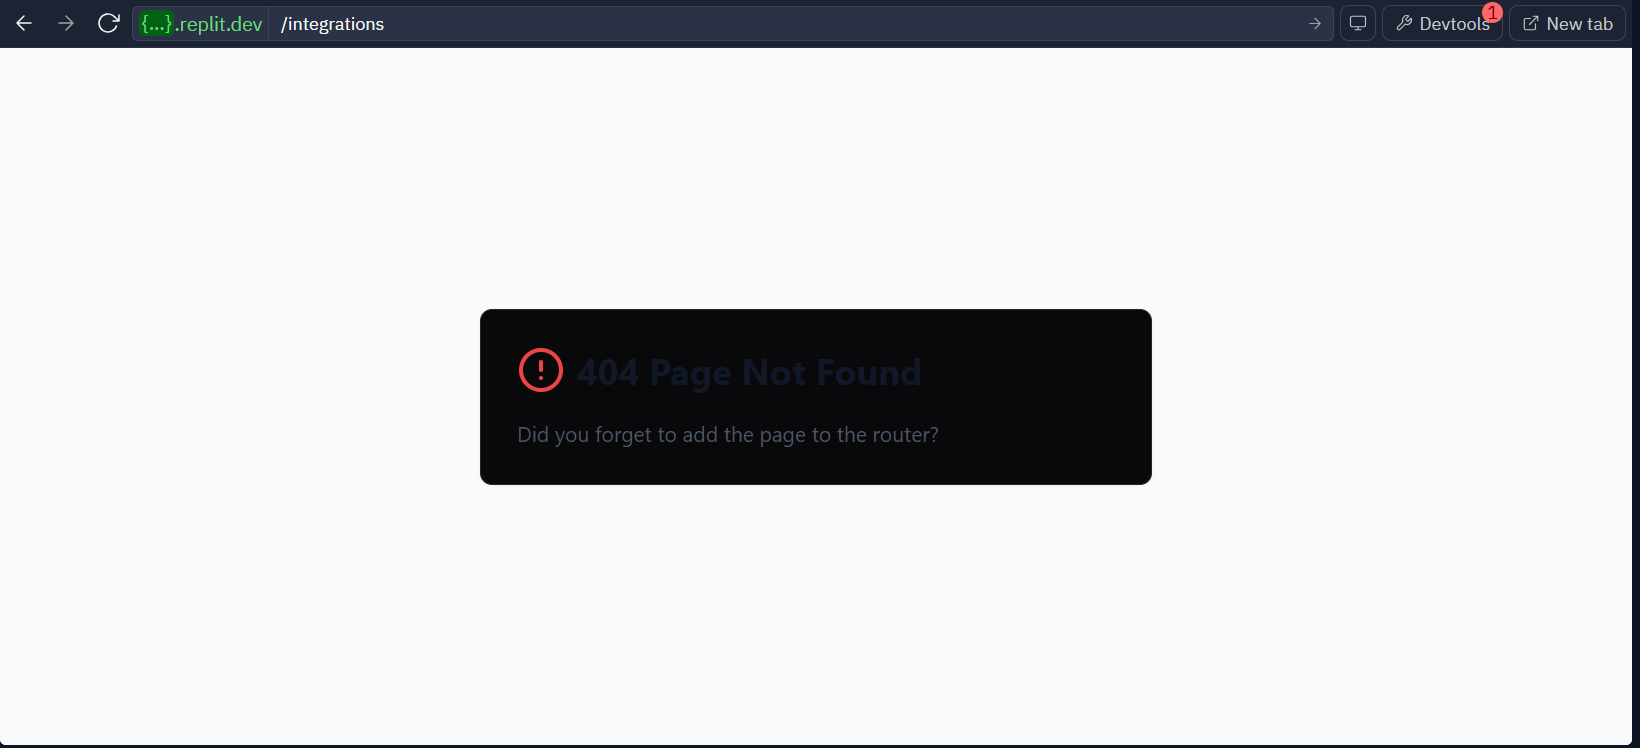 {...}.replit.dev /integrations
Devtools 1
New tab
404 Page Not Found
Did you forget to add the page to the router?